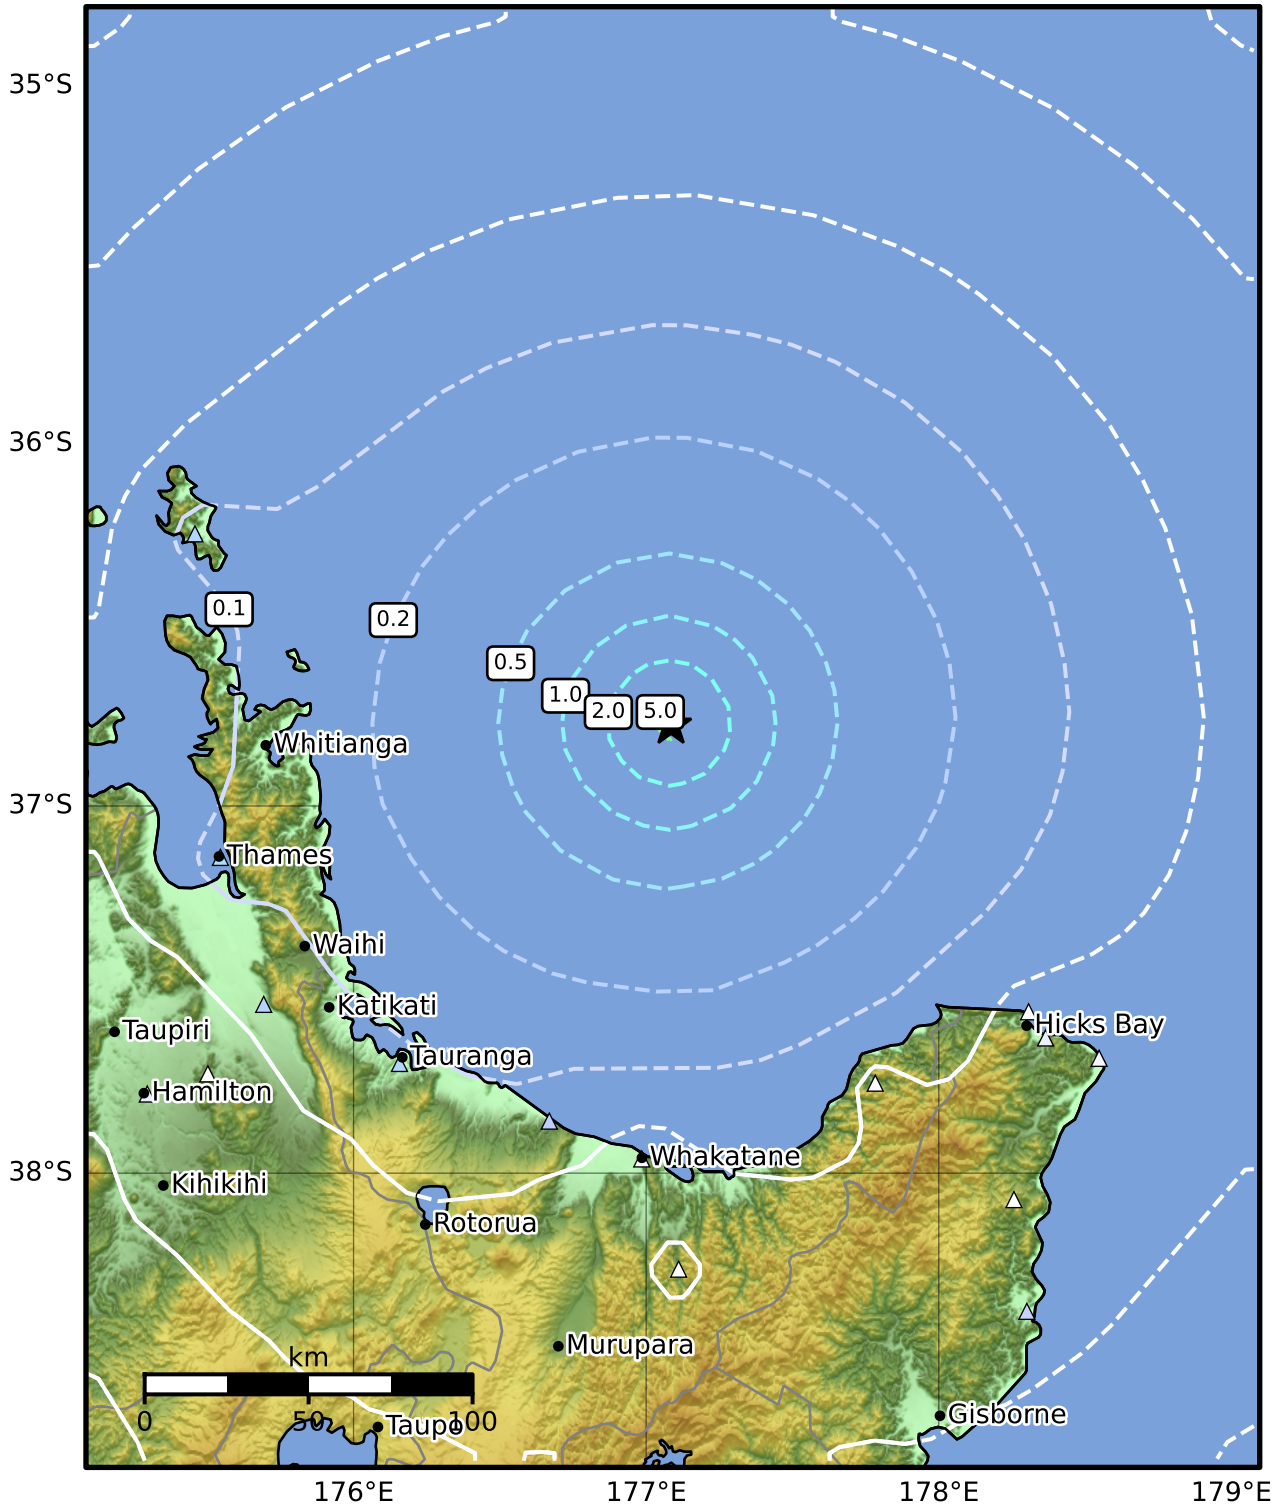 35°S
36°S
0.1
0.2
0.5
1.0
2.0
5.0
Whitianga
37°S
Thames
Waihi
Katikati
Hicks Bay
Taupiri
Tauranga
Hamilton
Whakatane
38°S
Kihikihi
Rotorua
Murupara
km
0
50
100
Gisborne
Taupo
176°E
177°E
178°E
179°E